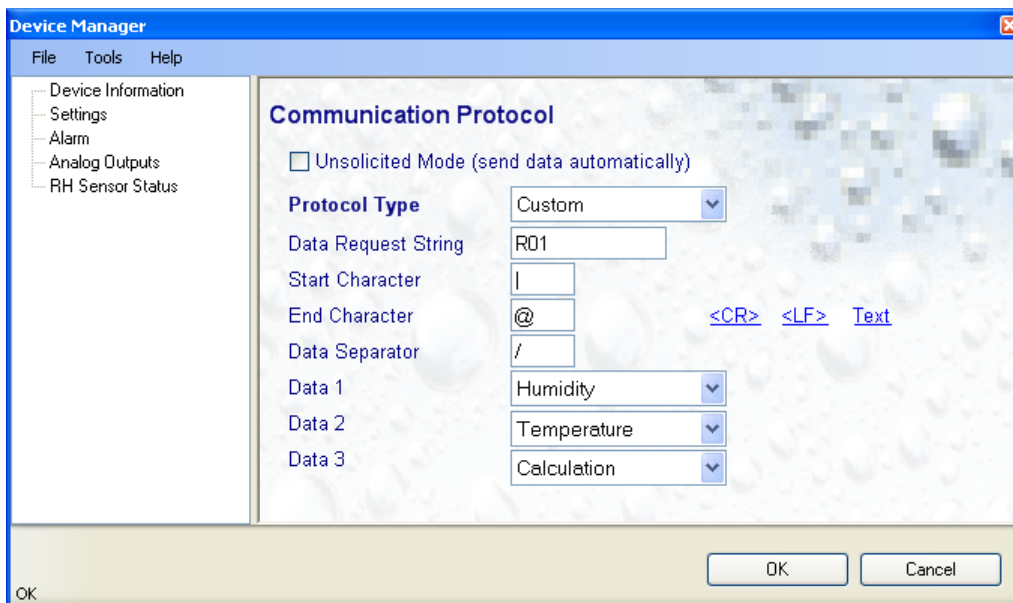 Device Manager
File Tools Help
Device Information
Settings
Alarm
Analog Outputs
RH Sensor Status
Communication Protocol
Unsolicited Mode (send data automatically)
Protocol Type Custom
Data Request String R01
Start Character |
End Character @ <CR> <LF> Text
Data Separator /
Data 1 Humidity
Data 2 Temperature
Data 3 Calculation
OK Cancel
OK